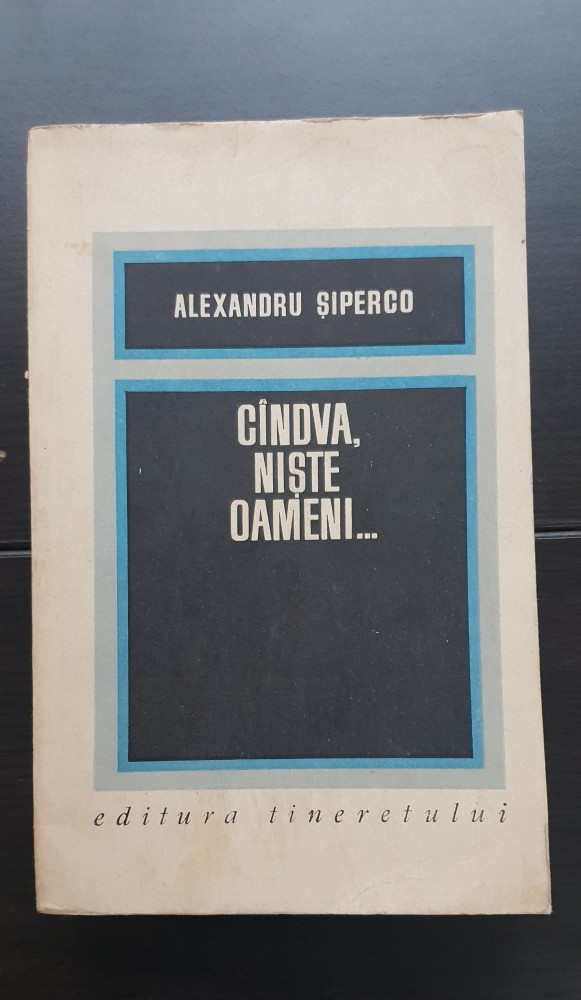 ALEXANDRU ȘIPERCO
CÎNDVA,
NIȘTE
OAMENI...
editura tineretului